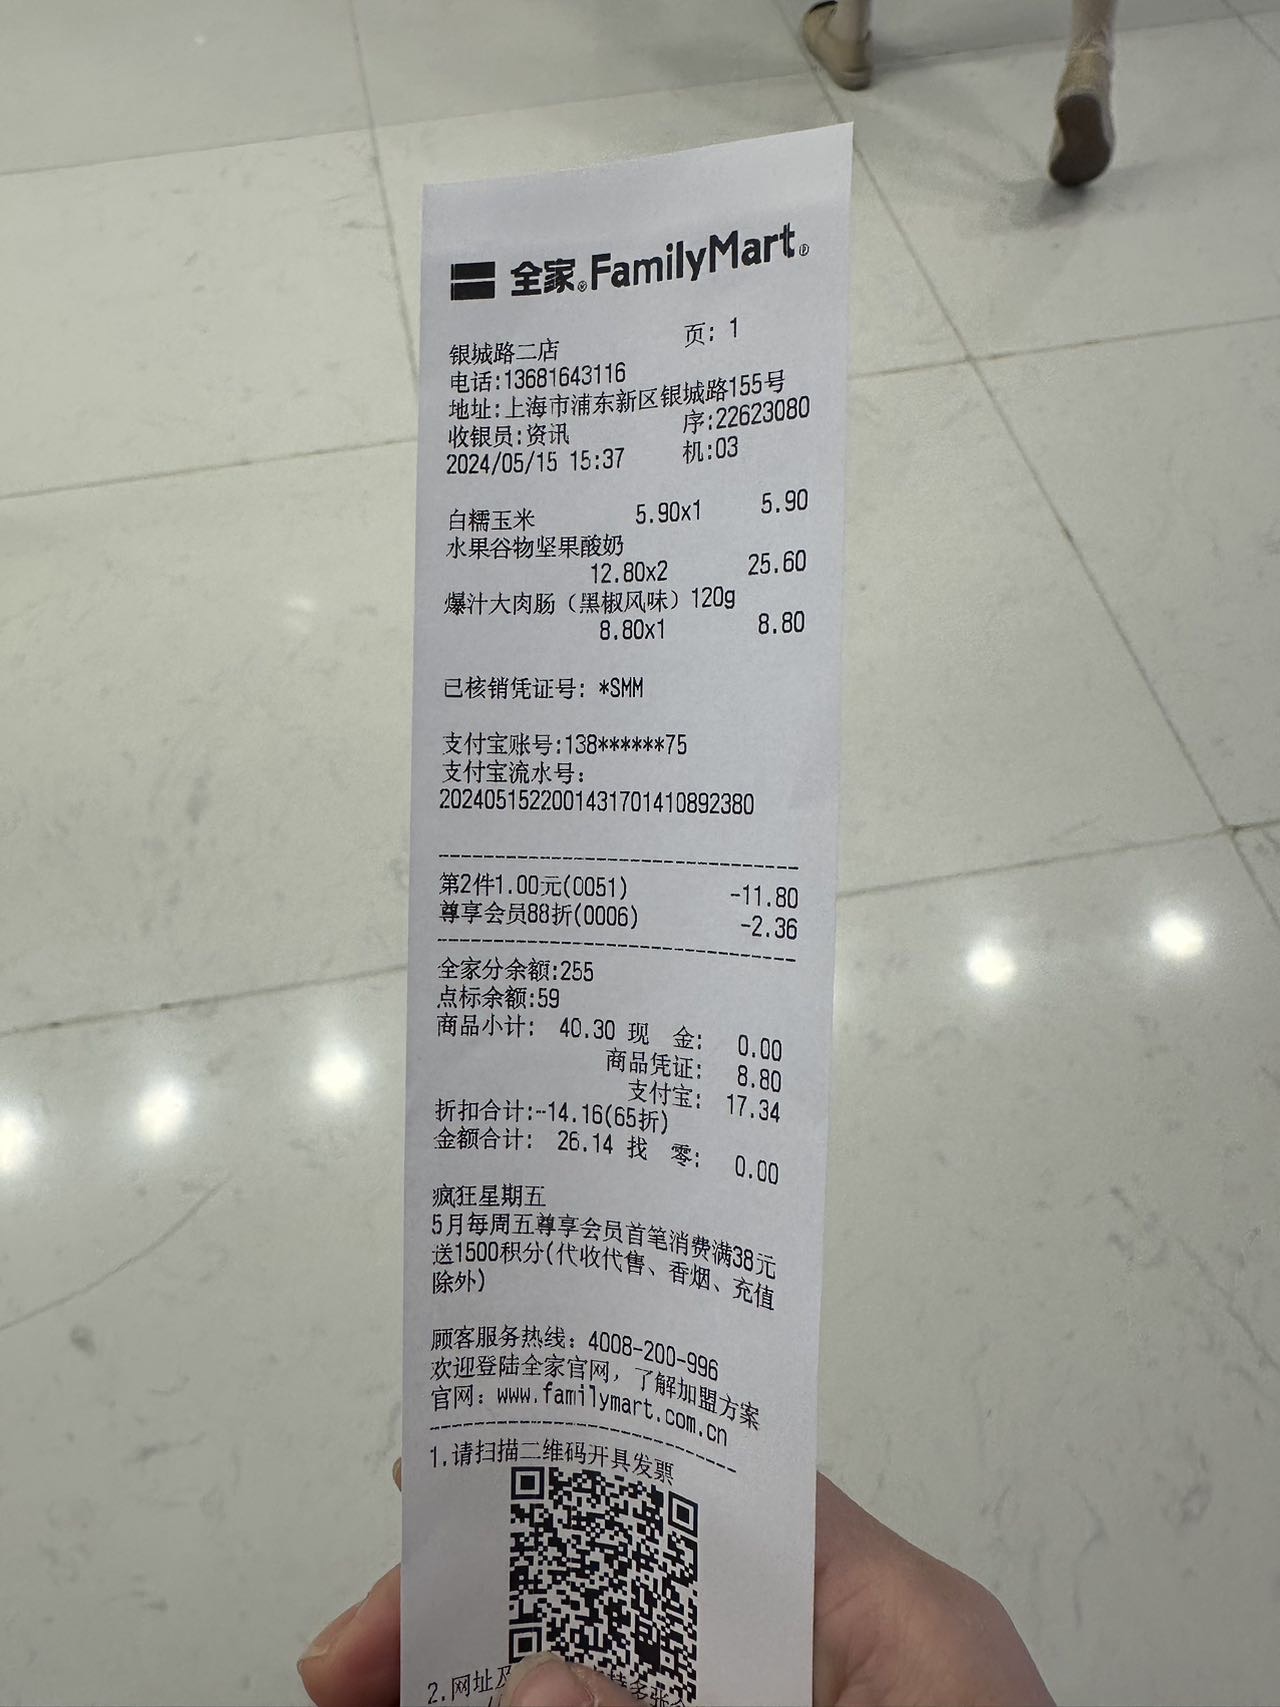 全家® FamilyMart®
页: 1
银城路二店
电话:13681643116
地址:上海市浦东新区银城路155号
收银员:资讯 序:22623080
2024/05/15 15:37 机:03
白糯玉米 5.90x1 5.90
水果谷物坚果酸奶
12.80x2 25.60
爆汁大肉肠（黑椒风味）120g
8.80x1 8.80
已核销凭证号: *SMM
支付宝账号:138******75
支付宝流水号:
2024051522001431701410892380
第2件1.00元(0051) -11.80
尊享会员88折(0006) -2.36
全家分余额:255
点标余额:59
商品小计: 40.30 现 金: 0.00
商品凭证: 8.80
支付宝: 17.34
折扣合计:-14.16(65折)
金额合计: 26.14 找 零: 0.00
疯狂星期五
5月每周五尊享会员首笔消费满38元
送1500积分(代收代售、香烟、充值
除外)
顾客服务热线: 4008-200-996
欢迎登陆全家官网, 了解加盟方案
官网: www.familymart.com.cn
1.请扫描二维码开具发票
2.网址及